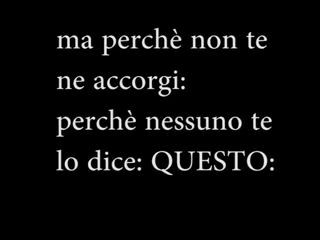 ma perchè non te
ne accorgi:
perchè nessuno te
lo dice: QUESTO: